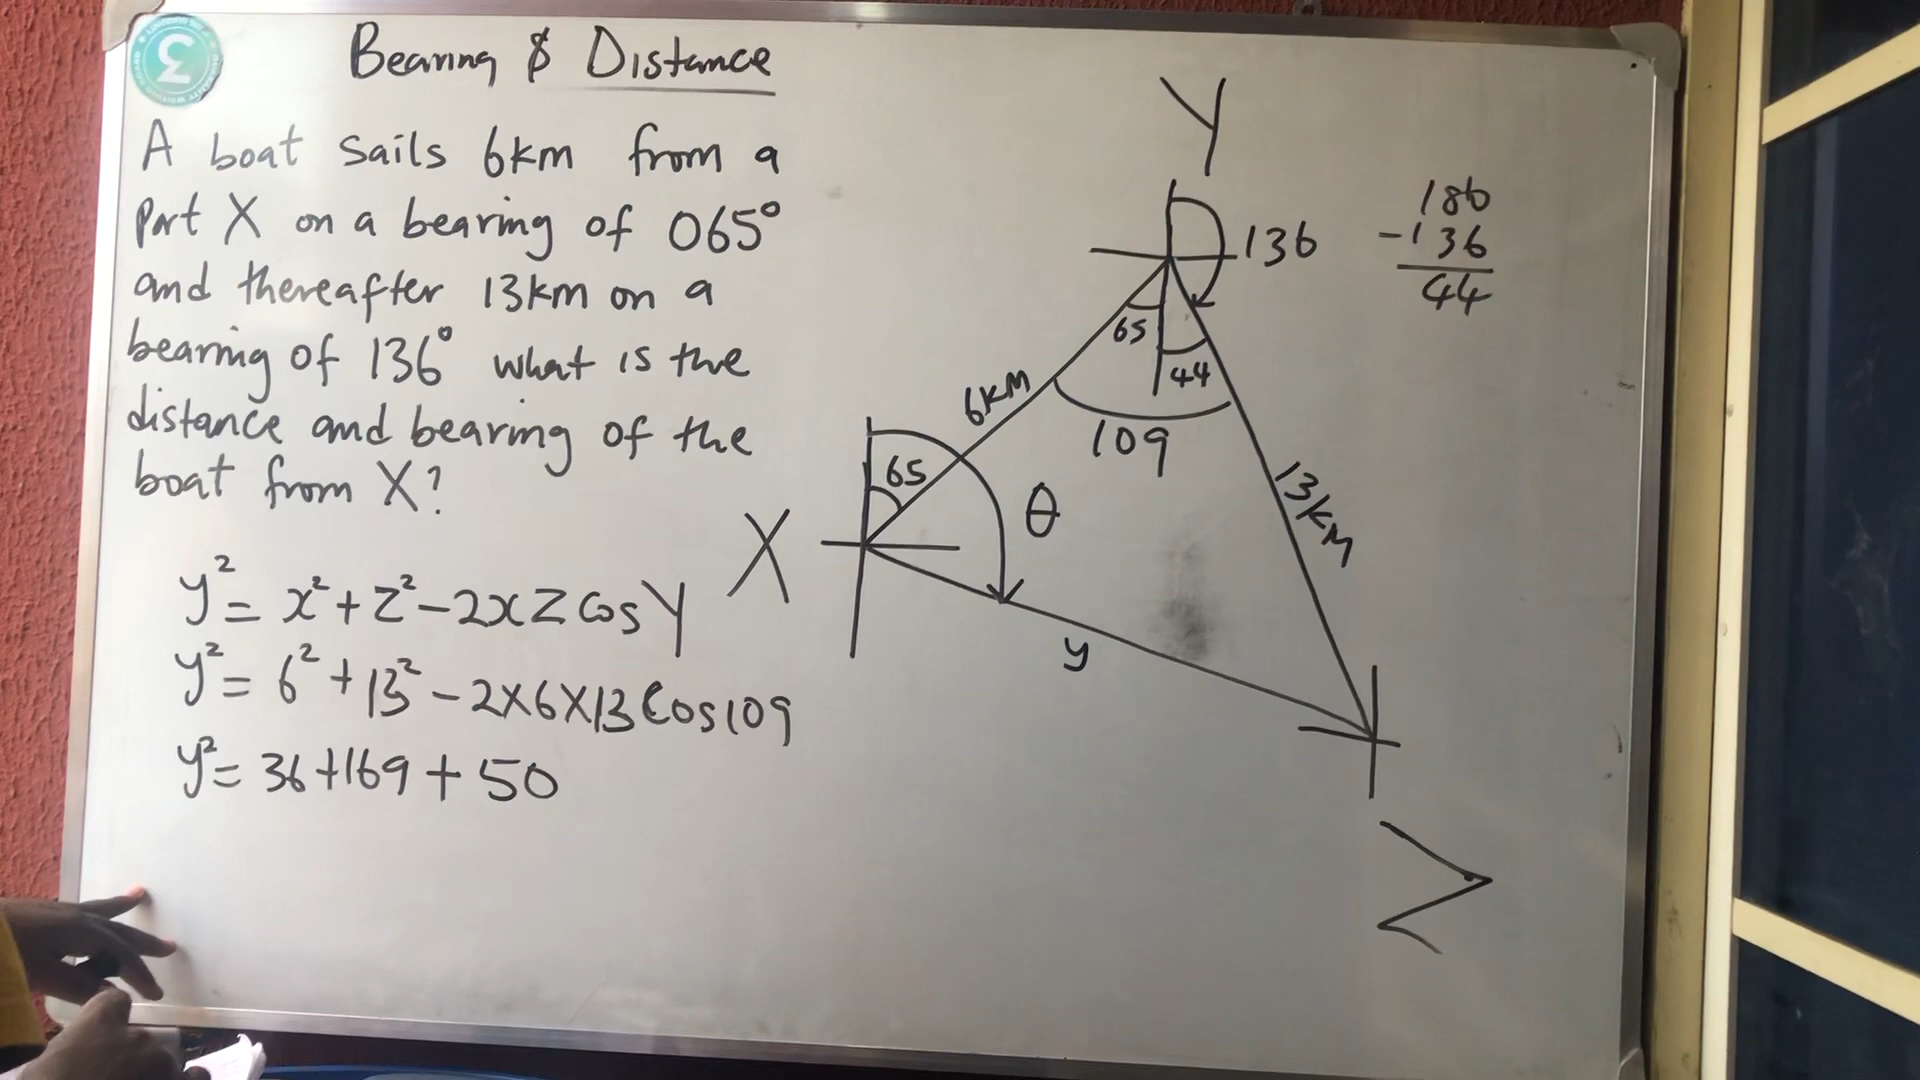 Bearing & Distance
A boat sails 6km from a
Port X on a bearing of 065°
and thereafter 13km on a
bearing of 136° what is the
distance and bearing of the
boat from X?
y² = x² + z² - 2xz Cos Y
y² = 6² + 13² - 2×6×13 Cos 109
y² = 36 + 169 + 50
Y
136
180
-136
44
65
44
6km
109
65
θ
13km
X
y
Z